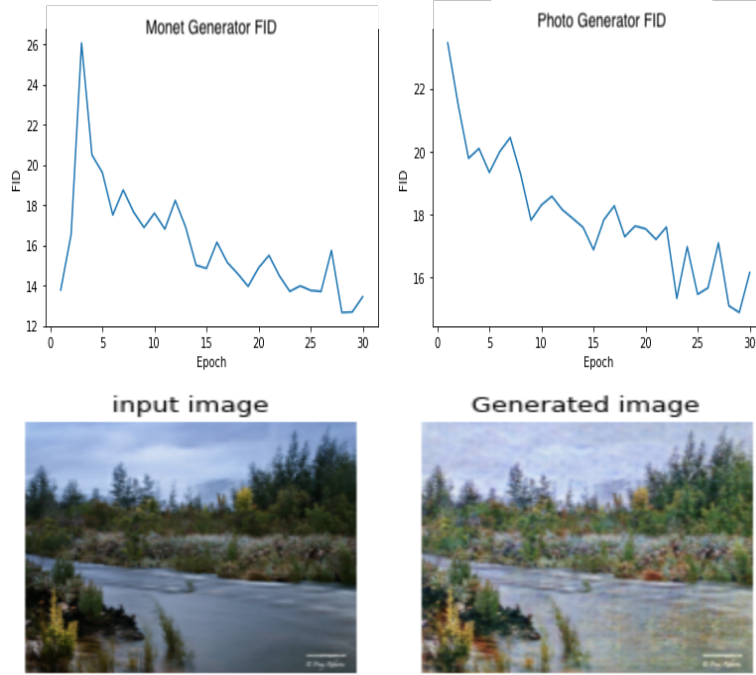 Monet Generator FID
26
24
22
20
18
16
14
12
FID
0 5 10 15 20 25 30
Epoch
Photo Generator FID
22
20
18
16
FID
0 5 10 15 20 25 30
Epoch
input image
Generated image